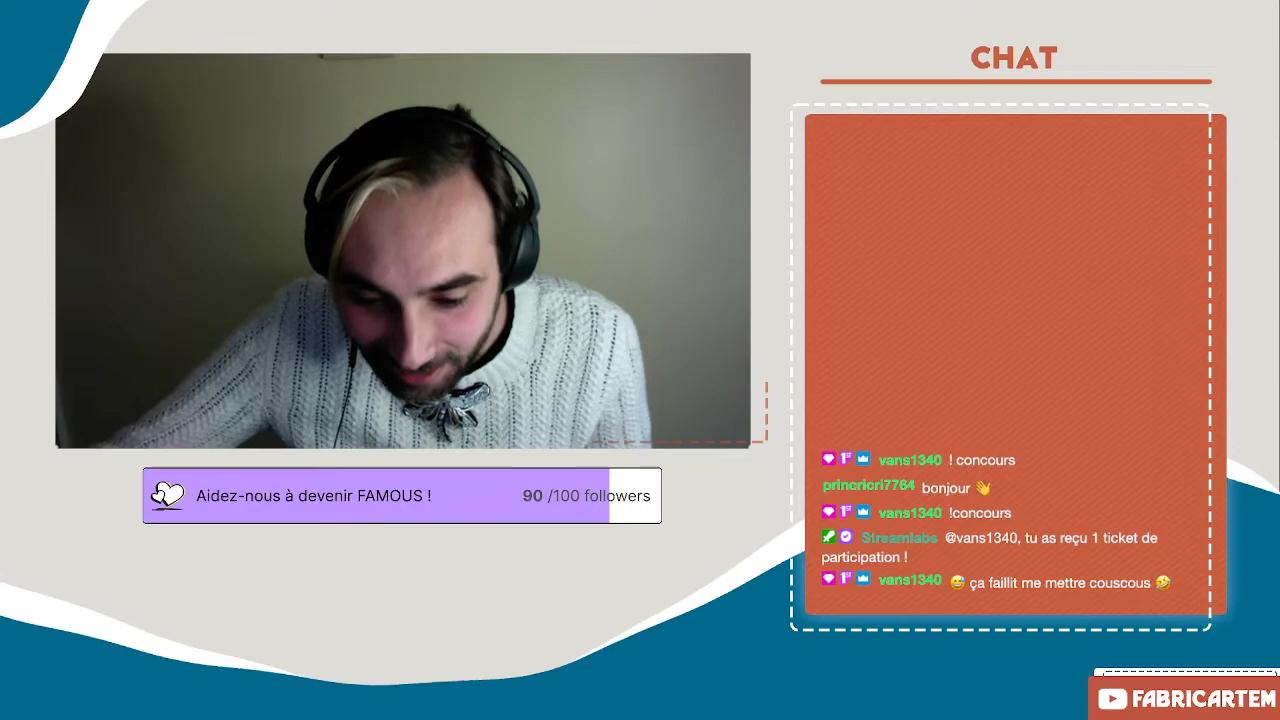 CHAT
vans1340 ! concours
princricri7764 bonjour 👋
vans1340 !concours
Streamlabs @vans1340, tu as reçu 1 ticket de
participation !
vans1340 😅 ça faillit me mettre couscous 🤣
Aidez-nous à devenir FAMOUS ! 90 /100 followers
FABRICARTEM